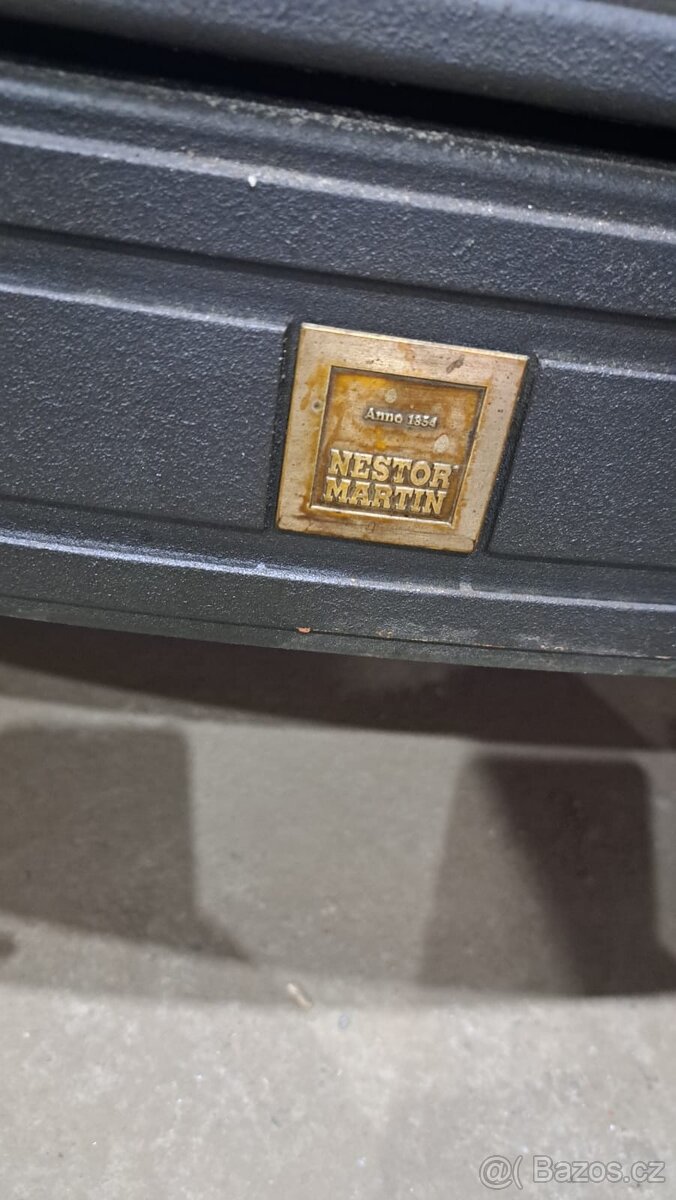 Anno 1854
NESTOR
MARTIN
@( Bazos.cz